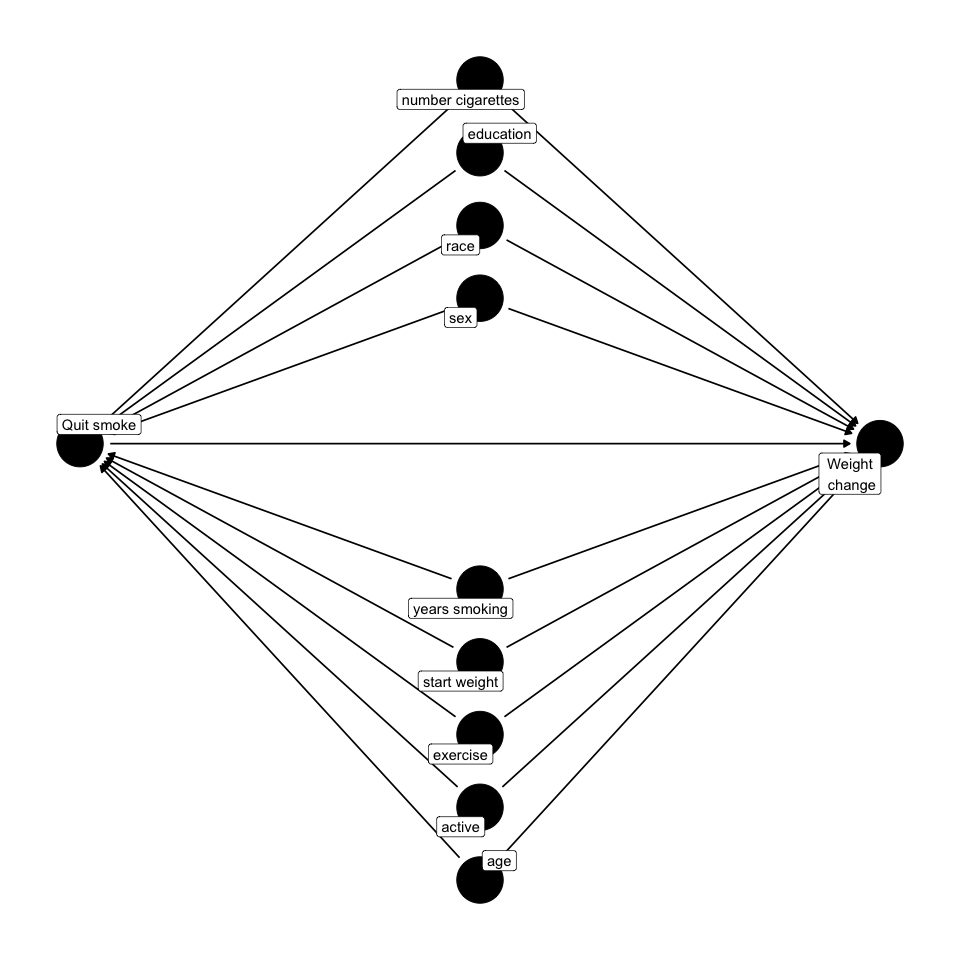 number cigarettes
education
race
sex
Quit smoke
Weight
change
years smoking
start weight
exercise
active
age